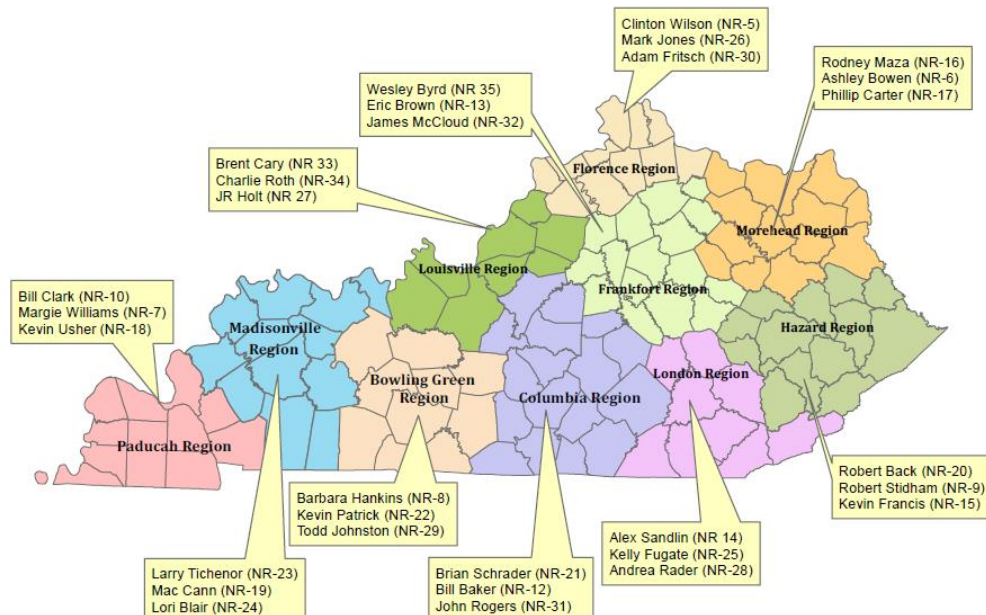 Clinton Wilson (NR-5)
Mark Jones (NR-26)
Adam Fritsch (NR-30)
Rodney Maza (NR-16)
Ashley Bowen (NR-6)
Phillip Carter (NR-17)
Wesley Byrd (NR 35)
Eric Brown (NR-13)
James McCloud (NR-32)
Brent Cary (NR 33)
Charlie Roth (NR-34)
JR Holt (NR 27)
Florence Region
Morehead Region
Louisville Region
Frankfort Region
Bill Clark (NR-10)
Margie Williams (NR-7)
Kevin Usher (NR-18)
Madisonville
Region
Hazard Region
Bowling Green
Region
London Region
Columbia Region
Paducah Region
Robert Back (NR-20)
Robert Stidham (NR-9)
Kevin Francis (NR-15)
Barbara Hankins (NR-8)
Kevin Patrick (NR-22)
Todd Johnston (NR-29)
Alex Sandlin (NR 14)
Kelly Fugate (NR-25)
Andrea Rader (NR-28)
Larry Tichenor (NR-23)
Mac Cann (NR-19)
Lori Blair (NR-24)
Brian Schrader (NR-21)
Bill Baker (NR-12)
John Rogers (NR-31)